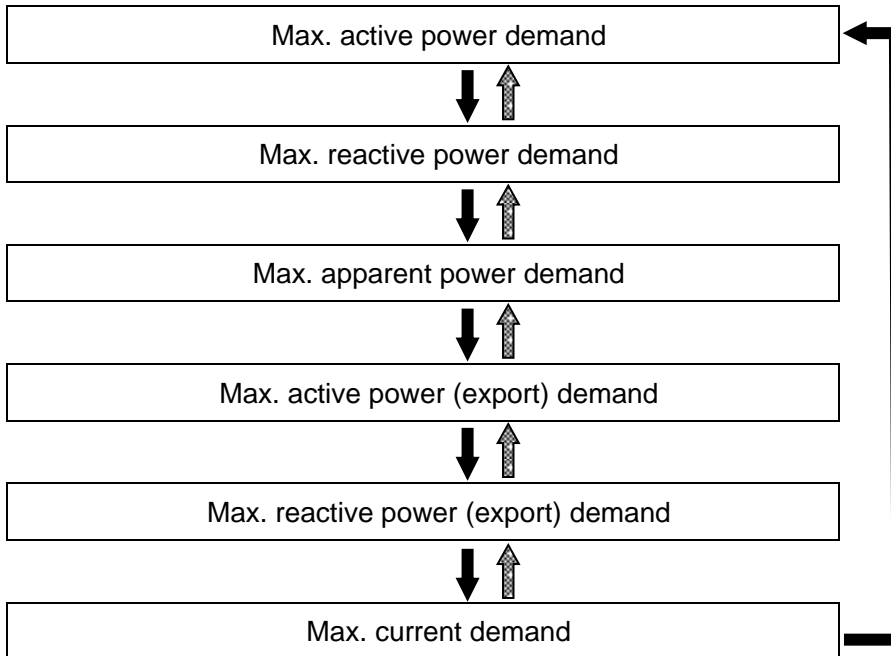 Max. active power demand
Max. reactive power demand
Max. apparent power demand
Max. active power (export) demand
Max. reactive power (export) demand
Max. current demand